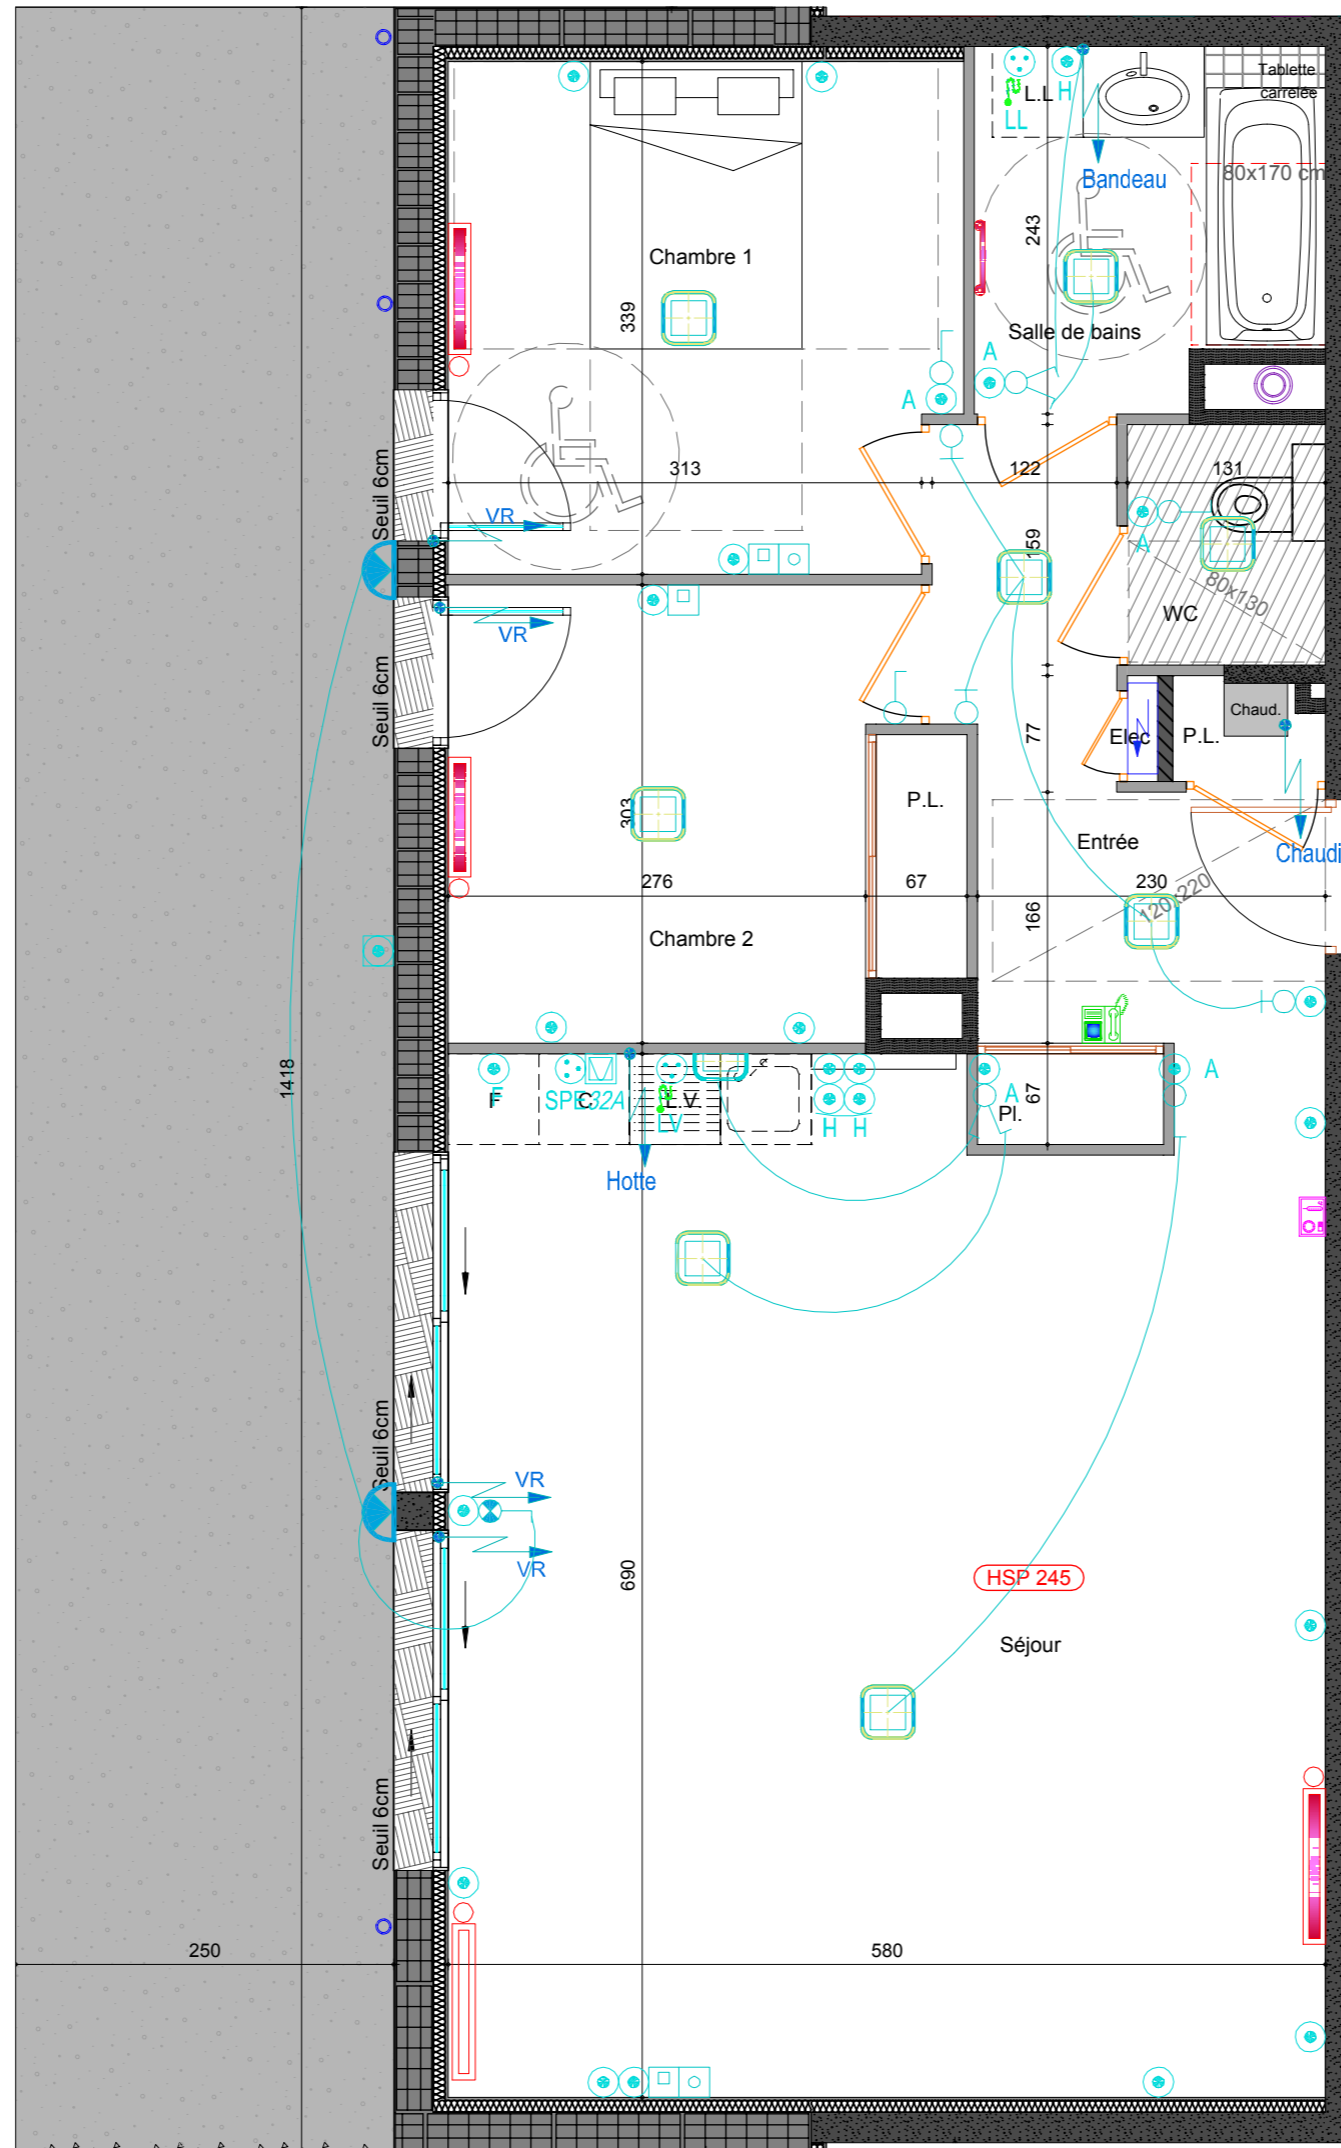 Tablette
carrelée
L.L
H
LL
Bandeau
80x170 cm
243
Chambre 1
339
Salle de bains
A
A
Seuil 6cm
313
122
131
VR
159
A
80x130
WC
VR
Seuil 6cm
Chaud.
77
Elec
P.L.
P.L.
303
Entrée
Chaudi
276
67
230
120x220
166
Chambre 2
1418
F
F
SPE32A
C
L.V.
LV
H
H
A
Pl.
67
A
Hotte
Seuil 6cm
VR
VR
690
HSP 245
Séjour
Seuil 6cm
250
580